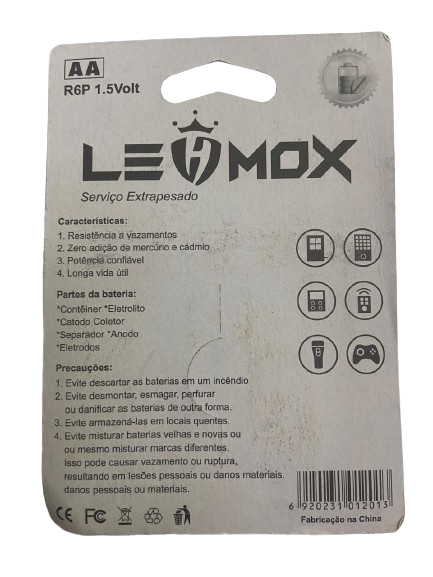 AA
R6P 1.5Volt
LEHMOX
Serviço Extrapesado
Características:
1. Resistência a vazamentos
2. Zero adição de mercúrio e cádmio
3. Potência confiável
4. Longa vida útil
Partes da bateria:
*Contêiner *Eletrolito
*Catodo Coletor
*Separador *Anodo
*Eletrodos
Precauções:
1. Evite descartar as baterias em um incêndio
2. Evite desmontar, esmagar, perfurar
ou danificar as baterias de outra forma.
3. Evite armazená-las em locais quentes.
4. Evite misturar baterias velhas e novas ou
ou mesmo misturar marcas diferentes.
Isso pode causar vazamento ou ruptura,
resultando em lesões pessoais ou danos materiais.
danos pessoais ou materiais.
CE FC
6 920231 012013
Fabricação na China